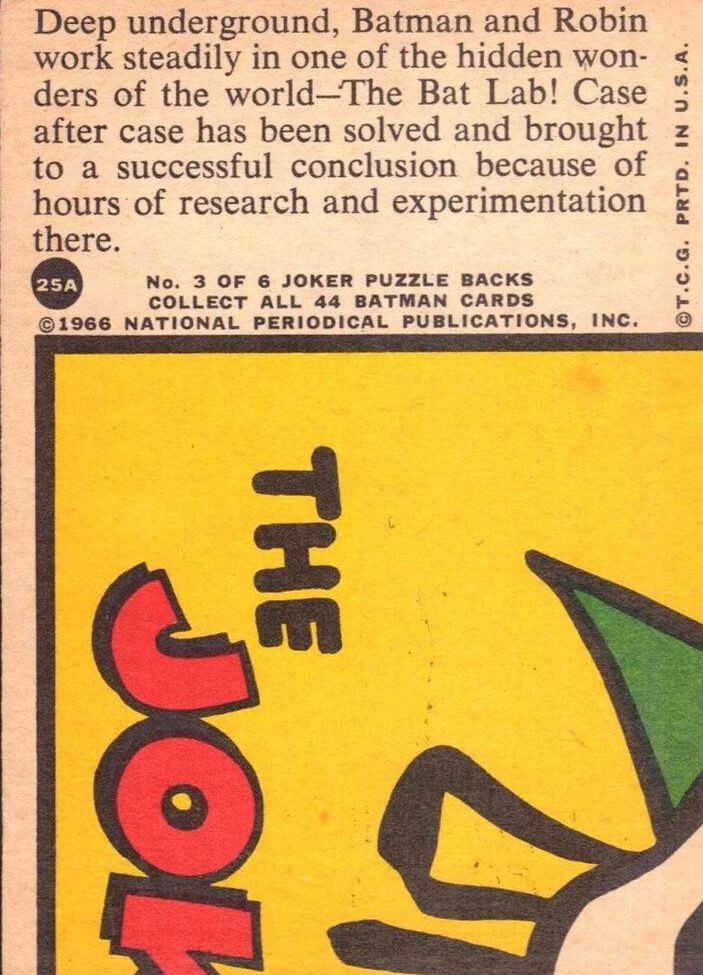 Deep underground, Batman and Robin
work steadily in one of the hidden won-
ders of the world—The Bat Lab! Case
after case has been solved and brought
to a successful conclusion because of
hours of research and experimentation
there.
25A
No. 3 OF 6 JOKER PUZZLE BACKS
COLLECT ALL 44 BATMAN CARDS
©1966 NATIONAL PERIODICAL PUBLICATIONS, INC.
©T.C.G. PRTD. IN U.S.A.
THE
JOK